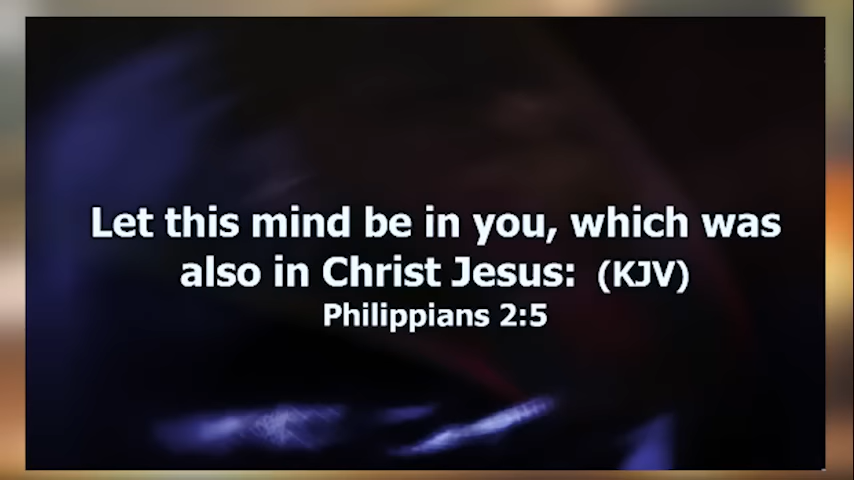 Let this mind be in you, which was
also in Christ Jesus: (KJV)
Philippians 2:5